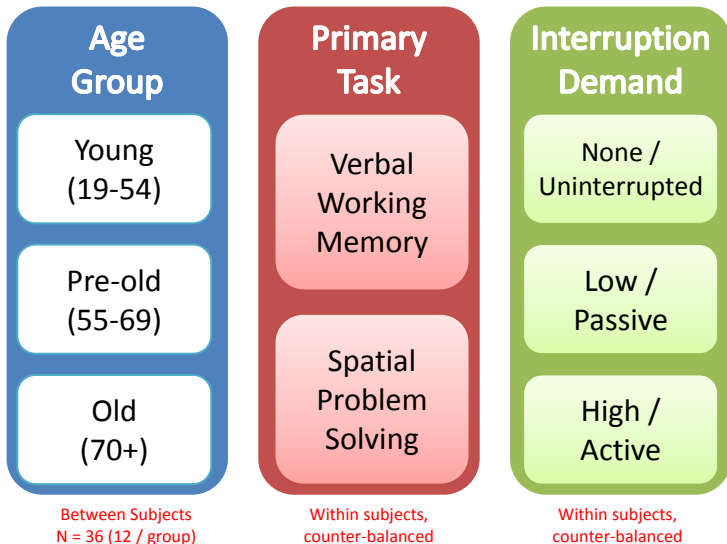 Age
Group
Young
(19-54)
Pre-old
(55-69)
Old
(70+)
Between Subjects
N = 36 (12 / group)
Primary
Task
Verbal
Working
Memory
Spatial
Problem
Solving
Within subjects,
counter-balanced
Interruption
Demand
None /
Uninterrupted
Low /
Passive
High /
Active
Within subjects,
counter-balanced